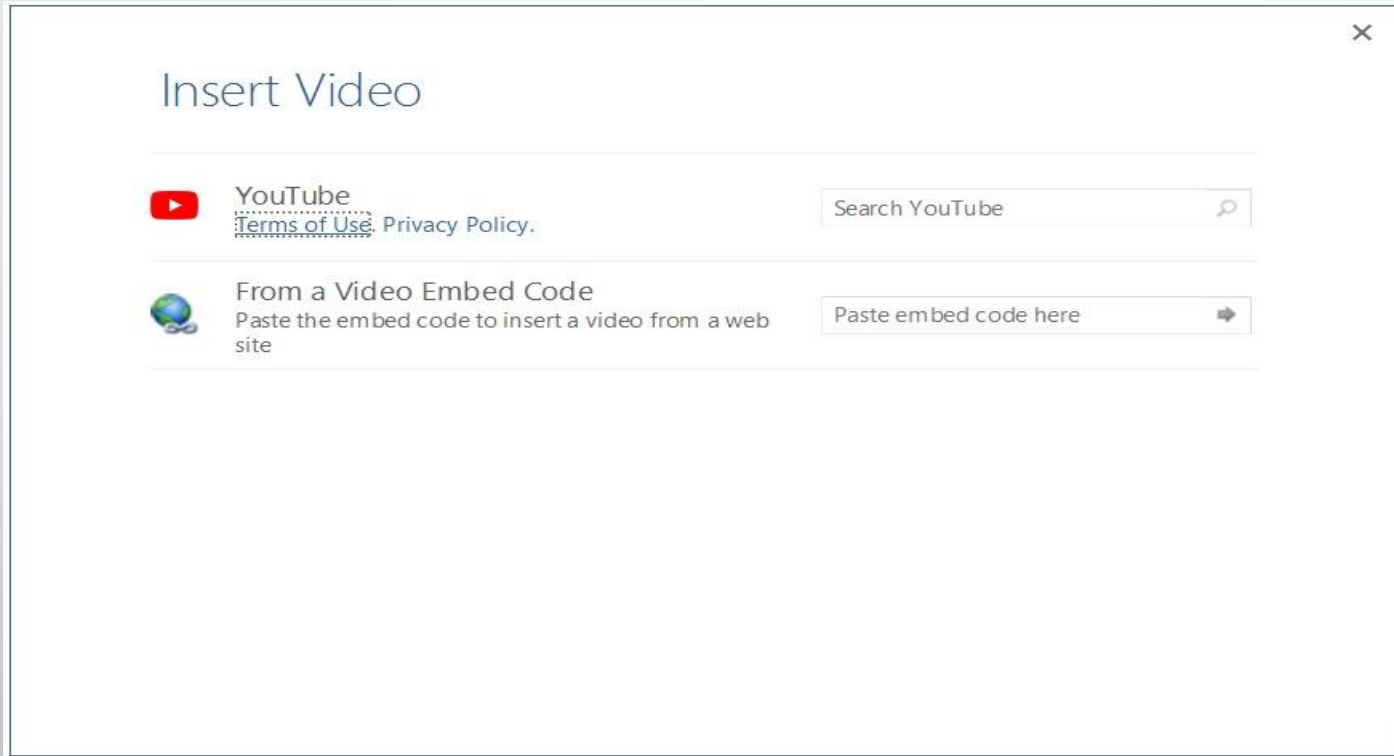 Insert Video
YouTube
Terms of Use. Privacy Policy.
Search YouTube
From a Video Embed Code
Paste the embed code to insert a video from a web
site
Paste embed code here